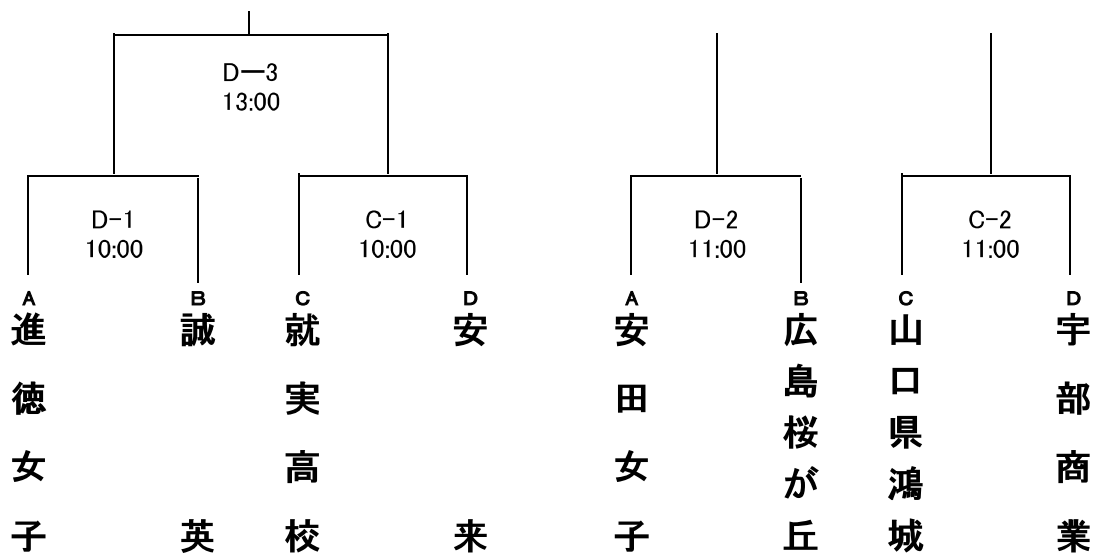 Dー3
13:00
D-1
10:00
C-1
10:00
D-2
11:00
C-2
11:00
A
進徳女子
B
誠英
C
就実高校
D
安来
A
安田女子
B
広島桜が丘
C
山口県鴻城
D
宇部商業